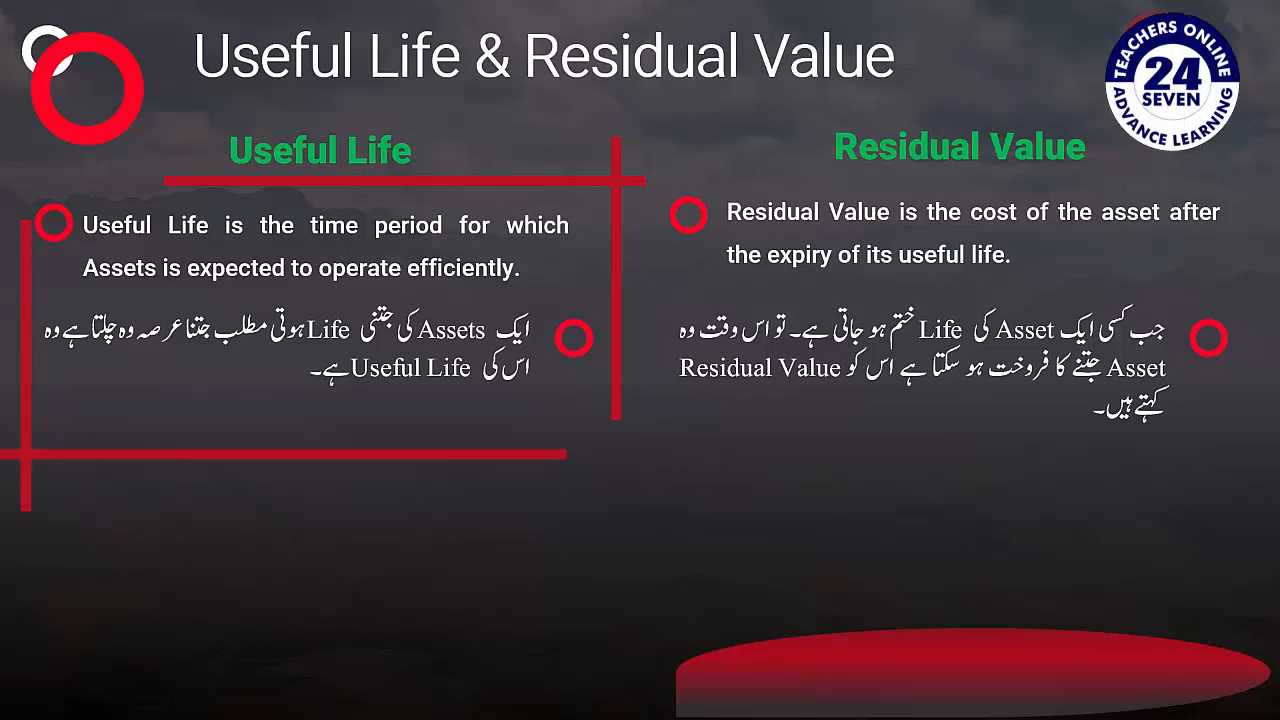 Useful Life & Residual Value
TEACHERS ONLINE
24
SEVEN
ADVANCE LEARNING
Useful Life
Useful Life is the time period for which
Assets is expected to operate efficiently.
ایک Assets کی جتنی Life ہوتی مطلب جتنا عرصہ وہ چلتا ہے وہ
اس کی Useful Life ہے۔
Residual Value
Residual Value is the cost of the asset after
the expiry of its useful life.
جب کسی ایک Asset کی Life ختم ہو جاتی ہے۔ تو اس وقت وہ
Asset جتنے کا فروخت ہو سکتا ہے اس کو Residual Value
کہتے ہیں۔